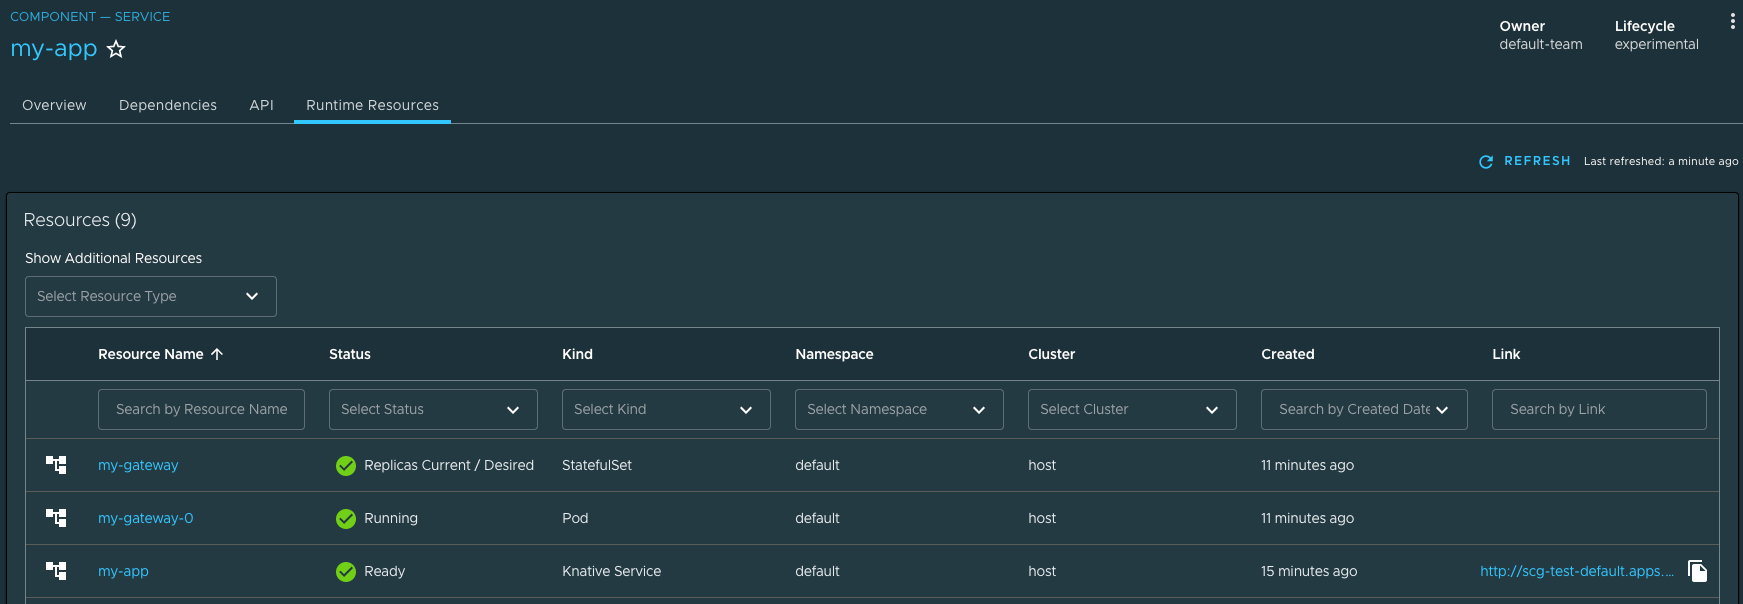 COMPONENT — SERVICE
my-app
Owner
default-team
Lifecycle
experimental
Overview Dependencies API Runtime Resources
REFRESH Last refreshed: a minute ago
Resources (9)
Show Additional Resources
Select Resource Type
Resource Name Status Kind Namespace Cluster Created Link
Search by Resource Name Select Status Select Kind Select Namespace Select Cluster Search by Created Date Search by Link
my-gateway Replicas Current / Desired StatefulSet default host 11 minutes ago
my-gateway-0 Running Pod default host 11 minutes ago
my-app Ready Knative Service default host 15 minutes ago http://scg-test-default.apps....